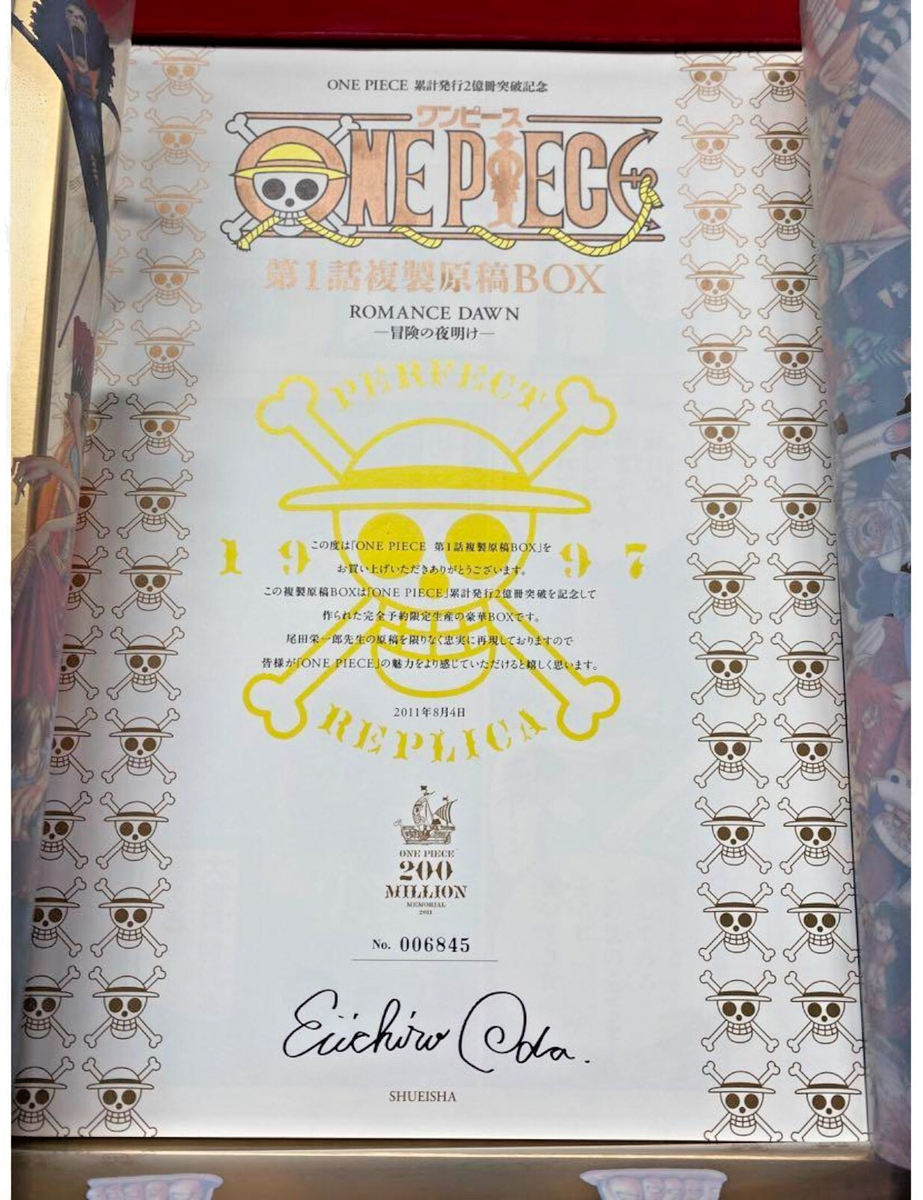 ONE PIECE 累計発行2億冊突破記念
ワンピース
ONE PIECE
第1話複製原稿BOX
ROMANCE DAWN
―冒険の夜明け―
PERFECT
1997
この度は「ONE PIECE 第1話複製原稿BOX」を
お買い上げいただきありがとうございます。
この複製原稿BOXは「ONE PIECE」累計発行2億冊突破を記念して
作られた完全予約限定生産の豪華BOXです。
尾田栄一郎先生の原稿を限りなく忠実に再現しておりますので
皆様が「ONE PIECE」の魅力をより感じていただけると嬉しく思います。
2011年8月4日
REPLICA
ONE PIECE
200
MILLION
MEMORIAL
2011
No. 006845
Eiichiro Oda.
SHUEISHA